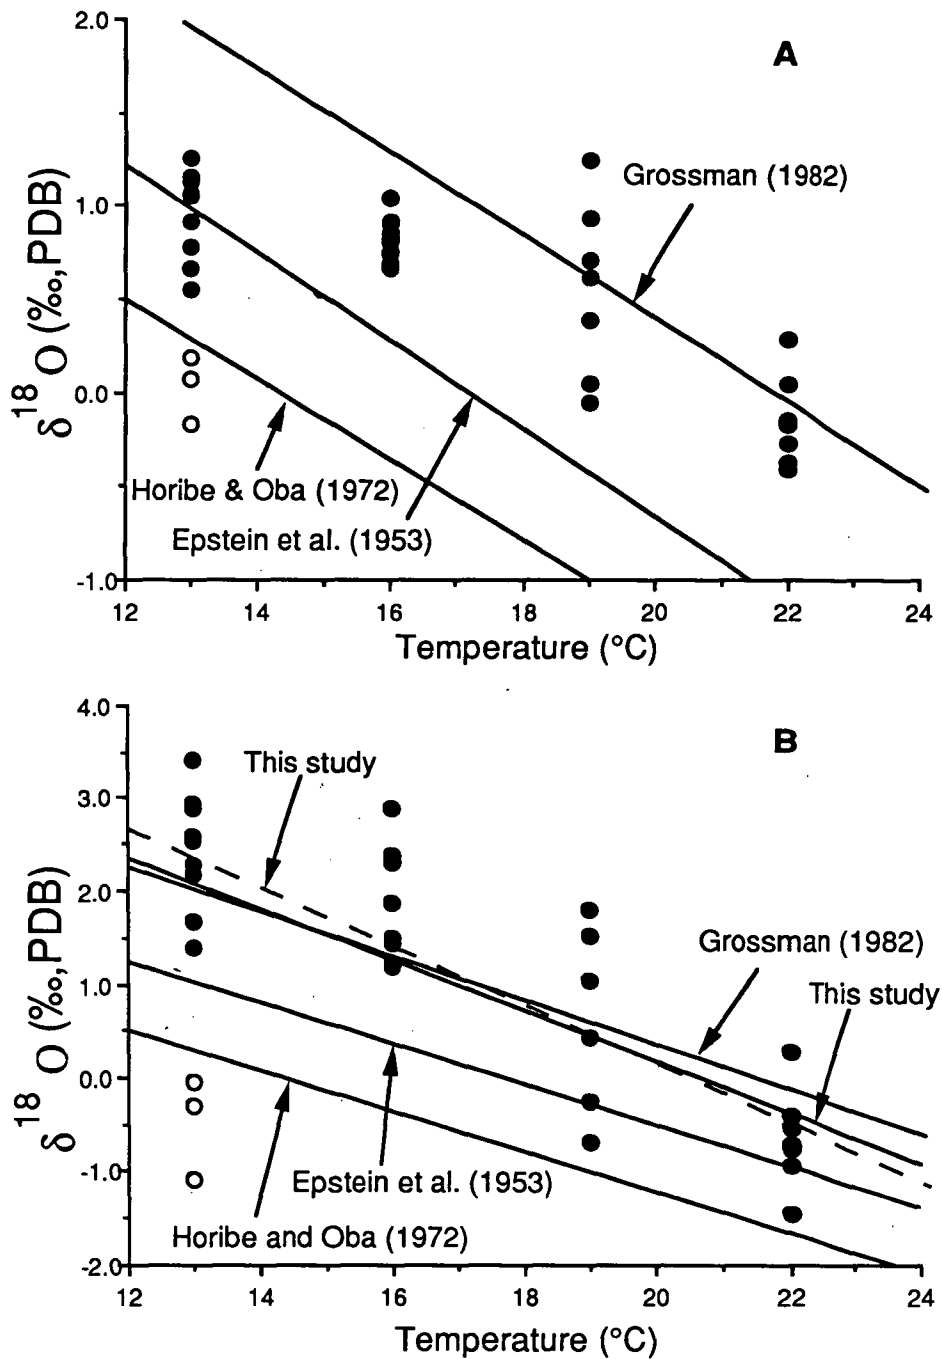 2.0
A
Grossman (1982)
1.0
δ18 O (‰,PDB)
0.0
Horibe & Oba (1972)
Epstein et al. (1953)
-1.0
12 14 16 18 20 22 24
Temperature (°C)
4.0
B
This study
3.0
2.0
Grossman (1982)
δ18 O (‰,PDB)
1.0
This study
0.0
-1.0
Epstein et al. (1953)
Horibe and Oba (1972)
-2.0
12 14 16 18 20 22 24
Temperature (°C)